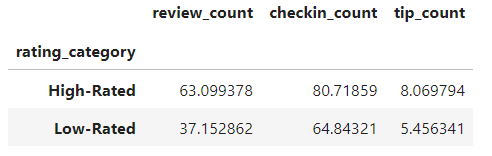 review_count checkin_count tip_count
rating_category
High-Rated 63.099378 80.71859 8.069794
Low-Rated 37.152862 64.84321 5.456341